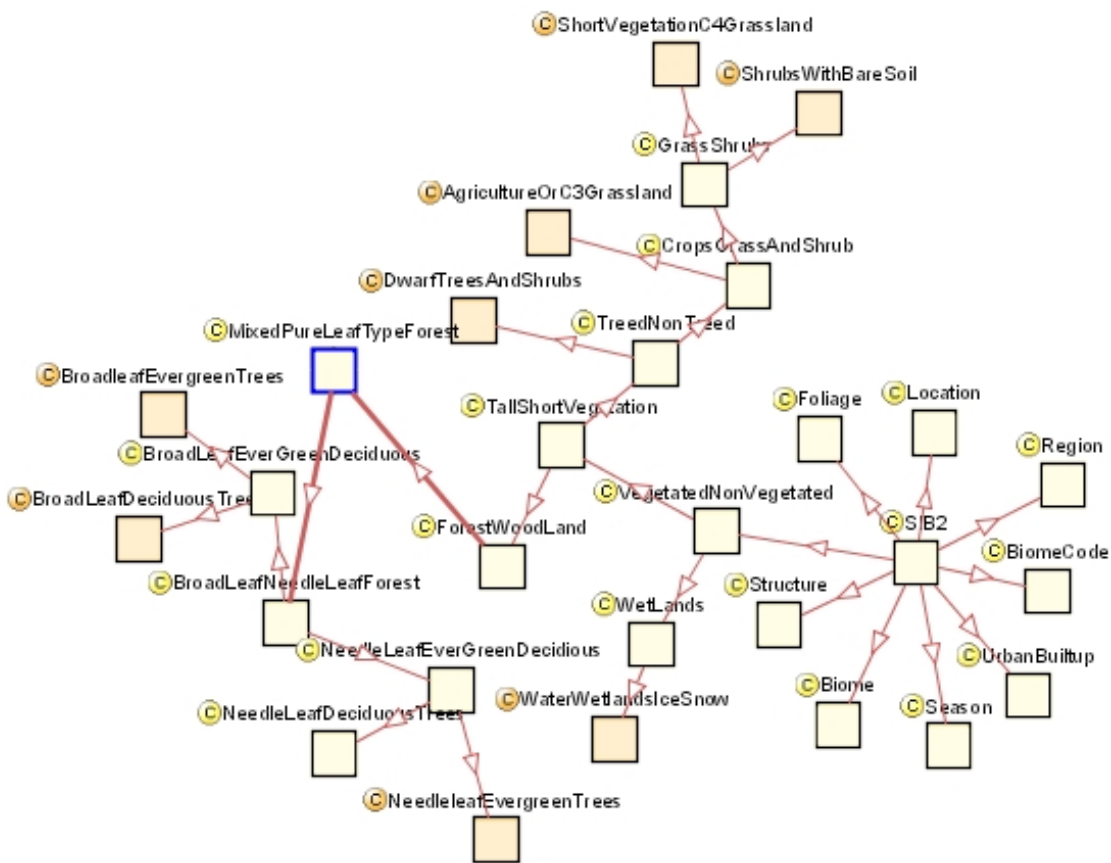 ShortVegetationC4Grassland
ShrubsWithBareSoil
GrassShrubs
AgricultureOrC3Grassland
CropsGrassAndShrub
DwarfTreesAndShrubs
TreedNonTreed
MixedPureLeafTypeForest
BroadleafEvergreenTrees
TallShortVegetation
Foliage
Location
BroadLeafEverGreenDeciduous
Region
BroadLeafDeciduousTrees
VegetatedNonVegetated
ForestWoodLand
SIB2
BiomeCode
BroadLeafNeedleLeafForest
Structure
WetLands
NeedleLeafEverGreenDecidious
UrbanBuiltup
Biome
WaterWetlandsIceSnow
Season
NeedleLeafDeciduousTrees
NeedleleafEvergreenTrees